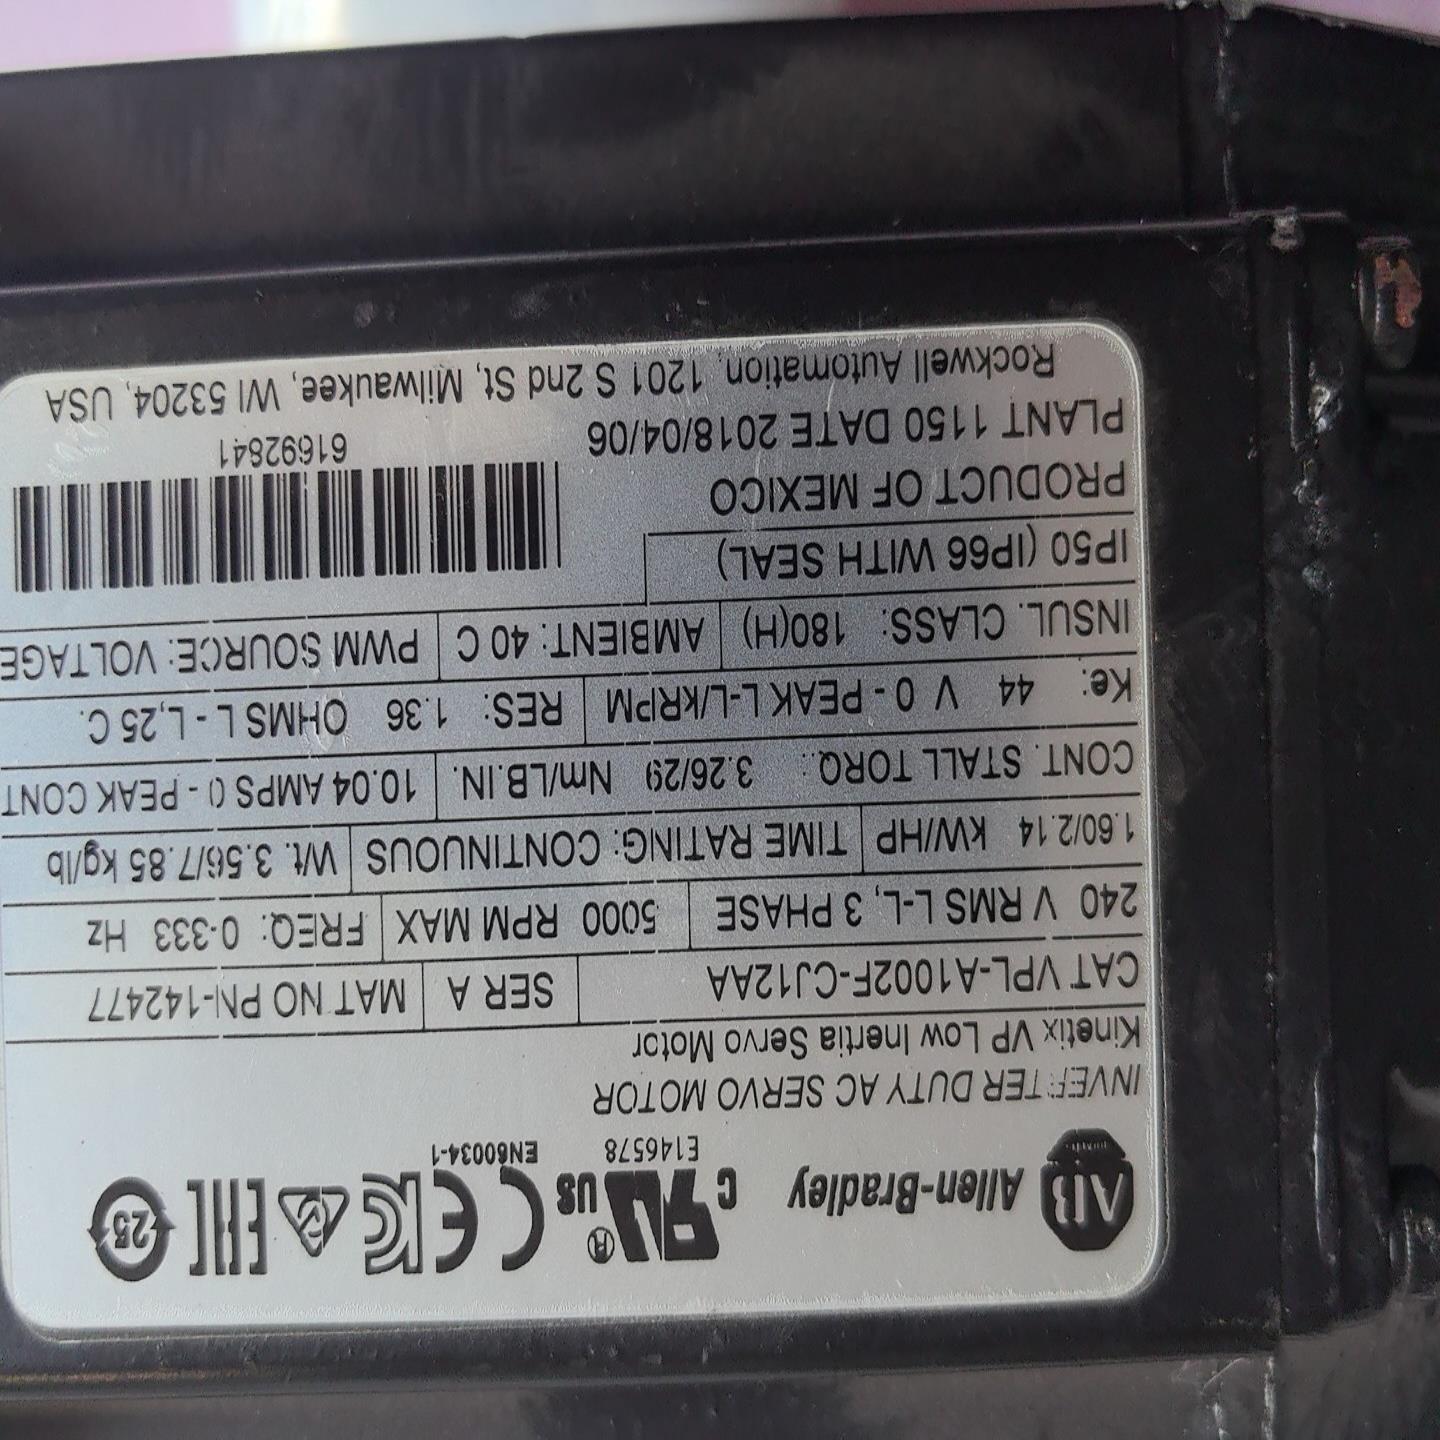 AB Allen-Bradley
c UR® US CE EAC 25
E146578 EN60034-1
INVERTER DUTY AC SERVO MOTOR
Kinetix VP Low Inertia Servo Motor
CAT VPL-A1002F-CJ12AA SER A MAT NO PN-142477
240 V RMS L-L, 3 PHASE 5000 RPM MAX FREQ: 0-333 Hz
1.60/2.14 kW/HP TIME RATING: CONTINUOUS Wt. 3.56/7.85 kg/lb
CONT. STALL TORQ.: 3.26/29 Nm/LB.IN. 10.04 AMPS 0 - PEAK CONT
Ke: 44 V 0 - PEAK L-L/kRPM RES: 1.36 OHMS L - L,25 C.
INSUL. CLASS: 180(H) AMBIENT: 40 C PWM SOURCE: VOLTAGE
IP50 (IP66 WITH SEAL)
PRODUCT OF MEXICO
PLANT 1150 DATE 2018/04/06 61692841
Rockwell Automation, 1201 S 2nd St, Milwaukee, WI 53204, USA